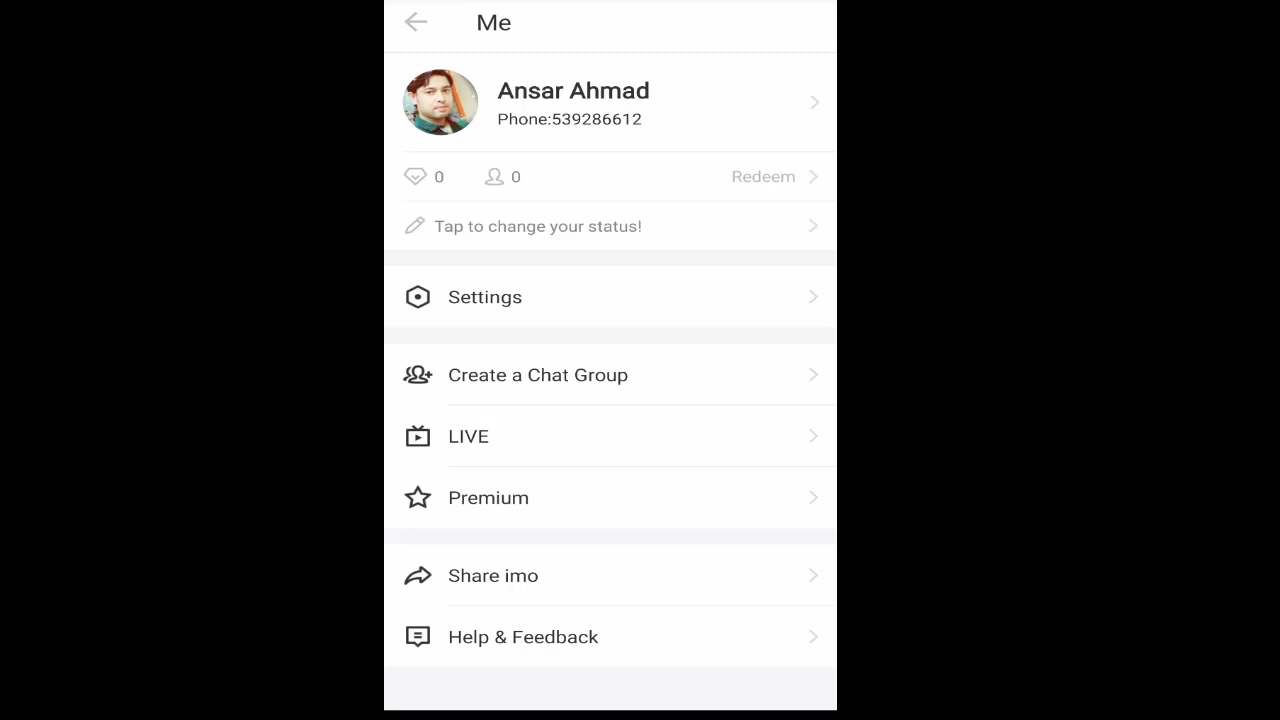 Me
Ansar Ahmad
Phone:539286612
0 0 Redeem
Tap to change your status!
Settings
Create a Chat Group
LIVE
Premium
Share imo
Help & Feedback